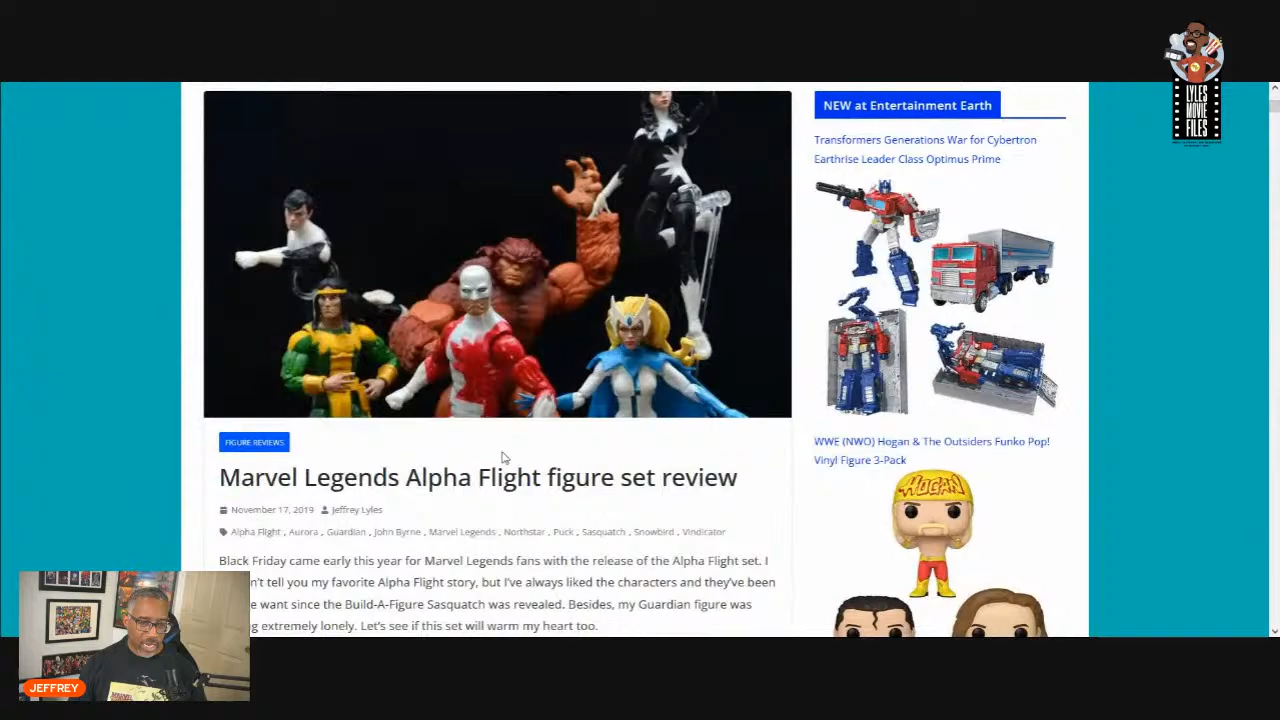 LYLES
MOVIE
FILES
NEW at Entertainment Earth
Transformers Generations War for Cybertron
Earthrise Leader Class Optimus Prime
WWE (NWO) Hogan & The Outsiders Funko Pop!
Vinyl Figure 3-Pack
HOGAN
FIGURE REVIEWS
Marvel Legends Alpha Flight figure set review
November 17, 2019 Jeffrey Lyles
Alpha Flight , Aurora , Guardian , John Byrne , Marvel Legends , Northstar , Puck , Sasquatch , Snowbird , Vindicator
Black Friday came early this year for Marvel Legends fans with the release of the Alpha Flight set. I
n't tell you my favorite Alpha Flight story, but I've always liked the characters and they've been
e want since the Build-A-Figure Sasquatch was revealed. Besides, my Guardian figure was
g extremely lonely. Let's see if this set will warm my heart too.
JEFFREY